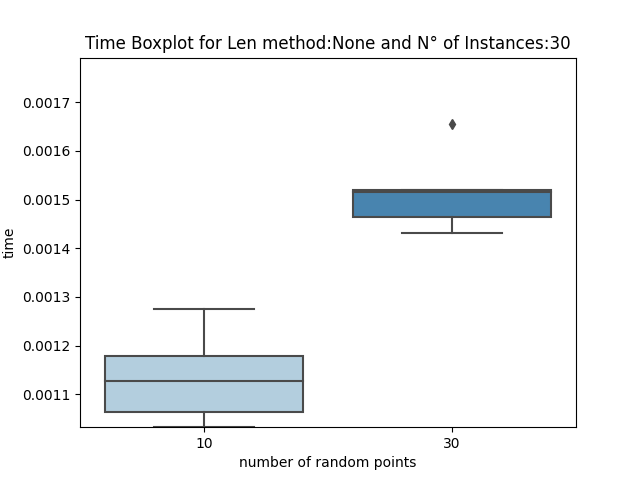 Time Boxplot for Len method:None and N° of Instances:30
0.0017
0.0016
0.0015
0.0014
0.0013
0.0012
0.0011
time
10 30
number of random points